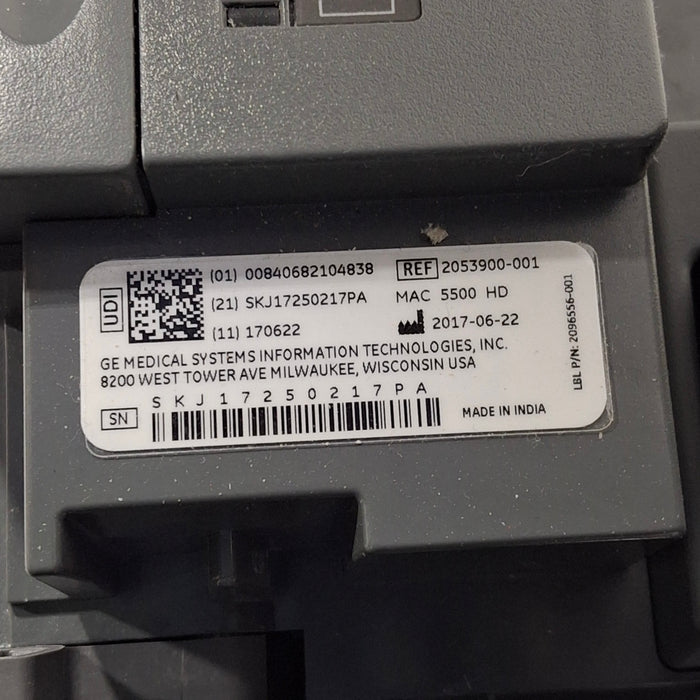 UDI
(01) 00840682104838
(21) SKJ17250217PA
(11) 170622
REF 2053900-001
MAC 5500 HD
2017-06-22
GE MEDICAL SYSTEMS INFORMATION TECHNOLOGIES, INC.
8200 WEST TOWER AVE MILWAUKEE, WISCONSIN USA
SN
SKJ17250217PA
MADE IN INDIA
LBL P/N: 2096556-001